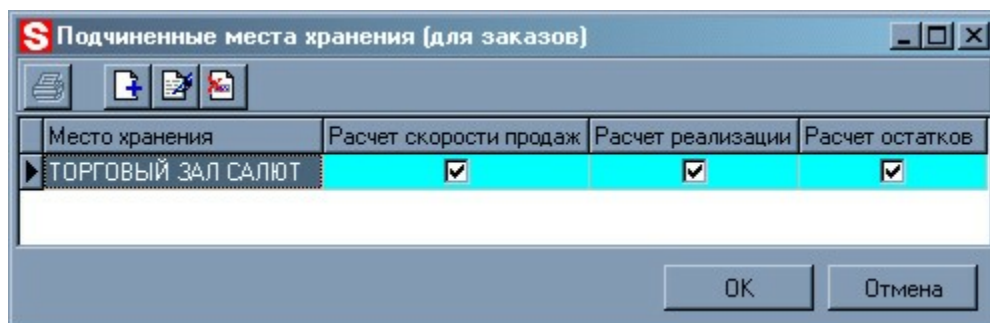 S Подчиненные места хранения (для заказов)
Место хранения Расчет скорости продаж Расчет реализации Расчет остатков
ТОРГОВЫЙ ЗАЛ САЛЮТ
OK Отмена